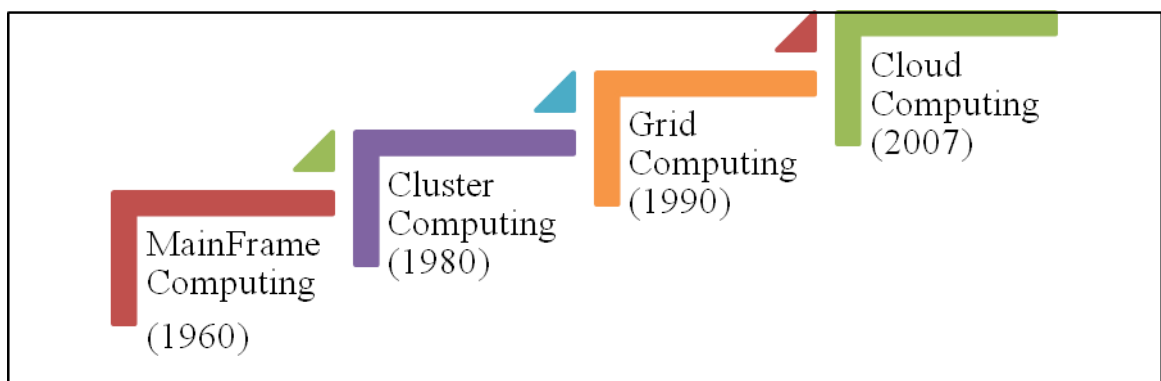 MainFrame
Computing
(1960)
Cluster
Computing
(1980)
Grid
Computing
(1990)
Cloud
Computing
(2007)